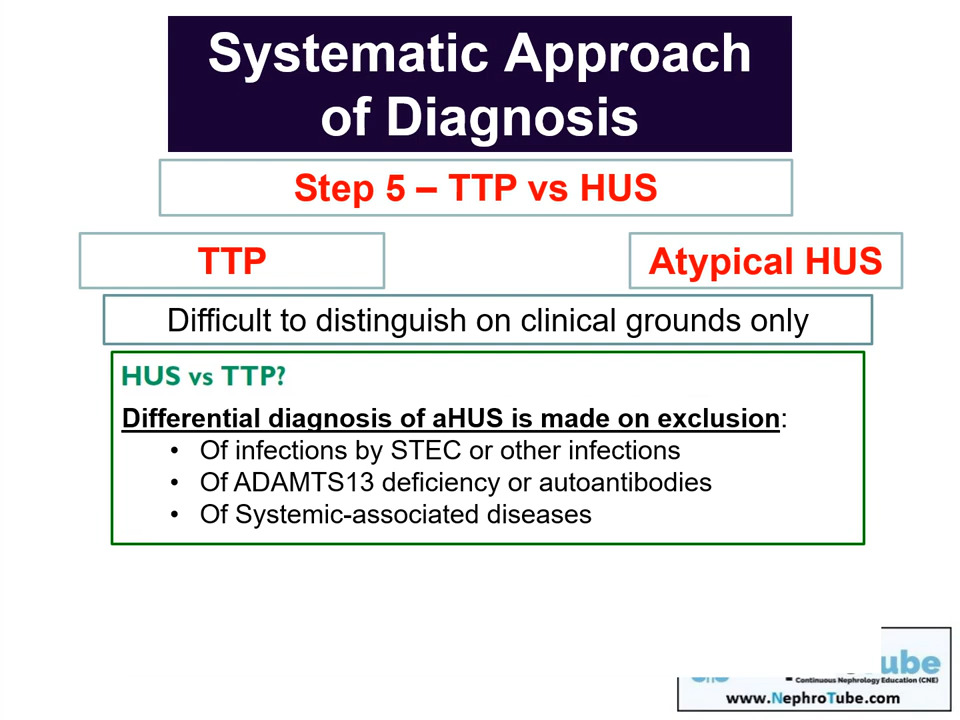 Systematic Approach
of Diagnosis
Step 5 – TTP vs HUS
TTP
Atypical HUS
Difficult to distinguish on clinical grounds only
HUS vs TTP?
Differential diagnosis of aHUS is made on exclusion:
• Of infections by STEC or other infections
• Of ADAMTS13 deficiency or autoantibodies
• Of Systemic-associated diseases
ube
Continuous Nephrology Education (CNE)
www.NephroTube.com